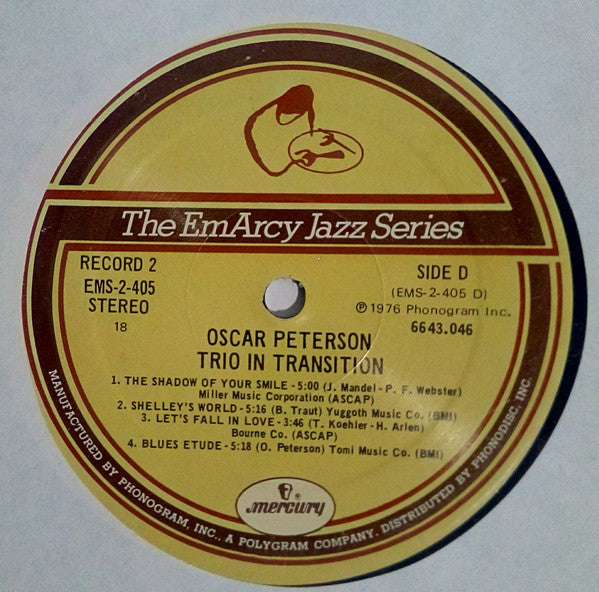 The EmArcy Jazz Series
RECORD 2
EMS-2-405
STEREO
18
SIDE D
(EMS-2-405 D)
℗ 1976 Phonogram Inc.
6643.046
OSCAR PETERSON
TRIO IN TRANSITION
1. THE SHADOW OF YOUR SMILE - 5:00 (J. Mandel - P. F. Webster)
Miller Music Corporation (ASCAP)
2. SHELLEY'S WORLD - 5:16 (B. Traut) Yuggoth Music Co. (BMI)
3. LET'S FALL IN LOVE - 3:46 (T. Koehler - H. Arlen)
Bourne Co. (ASCAP)
4. BLUES ETUDE - 5:18 (O. Peterson) Tomi Music Co. (BMI)
mercury®
MANUFACTURED BY PHONOGRAM, INC., A POLYGRAM COMPANY, DISTRIBUTED BY PHONODISC, INC.